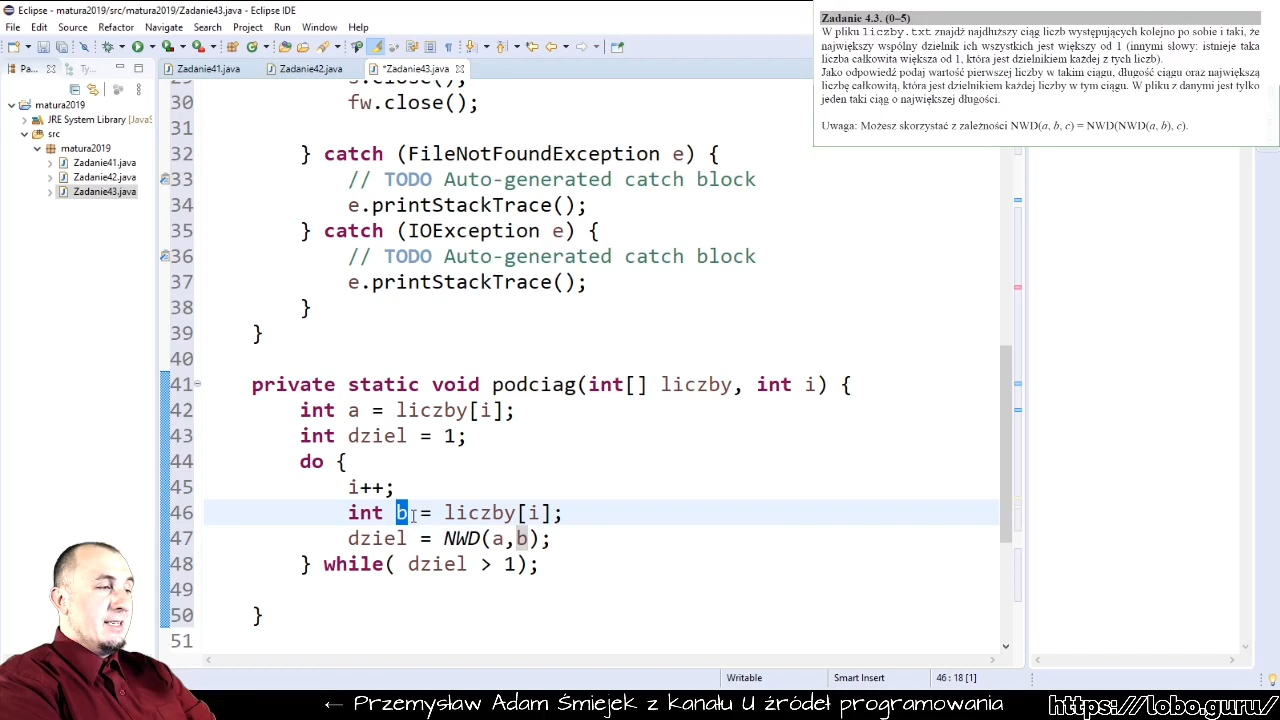 Eclipse - matura2019/src/matura2019/Zadanie43.java - Eclipse IDE
File Edit Source Refactor Navigate Search Project Run Window Help
Pa... Ty...
Zadanie41.java Zadanie42.java *Zadanie43.java
matura2019
JRE System Library [JavaS
src
matura2019
Zadanie41.java
Zadanie42.java
Zadanie43.java
30 fw.close();
31
32 } catch (FileNotFoundException e) {
33 // TODO Auto-generated catch block
34 e.printStackTrace();
35 } catch (IOException e) {
36 // TODO Auto-generated catch block
37 e.printStackTrace();
38 }
39 }
40
41 private static void podciag(int[] liczby, int i) {
42 int a = liczby[i];
43 int dziel = 1;
44 do {
45 i++;
46 int b = liczby[i];
47 dziel = NWD(a,b);
48 } while( dziel > 1);
49
50 }
51
Zadanie 4.3. (0–5)
W pliku liczby.txt znajdź najdłuższy ciąg liczb występujących kolejno po sobie i taki, że
największy wspólny dzielnik ich wszystkich jest większy od 1 (innymi słowy: istnieje taka
liczba całkowita większa od 1, która jest dzielnikiem każdej z tych liczb).
Jako odpowiedź podaj wartość pierwszej liczby w takim ciągu, długość ciągu oraz największą
liczbę całkowitą, która jest dzielnikiem każdej liczby w tym ciągu. W pliku z danymi jest tylko
jeden taki ciąg o największej długości.
Uwaga: Możesz skorzystać z zależności NWD(a, b, c) = NWD(NWD(a, b), c).
Writable Smart Insert 46 : 18 [1]
← Przemysław Adam Śmiejek z kanału U źródeł programowania
https://lobo.guru/